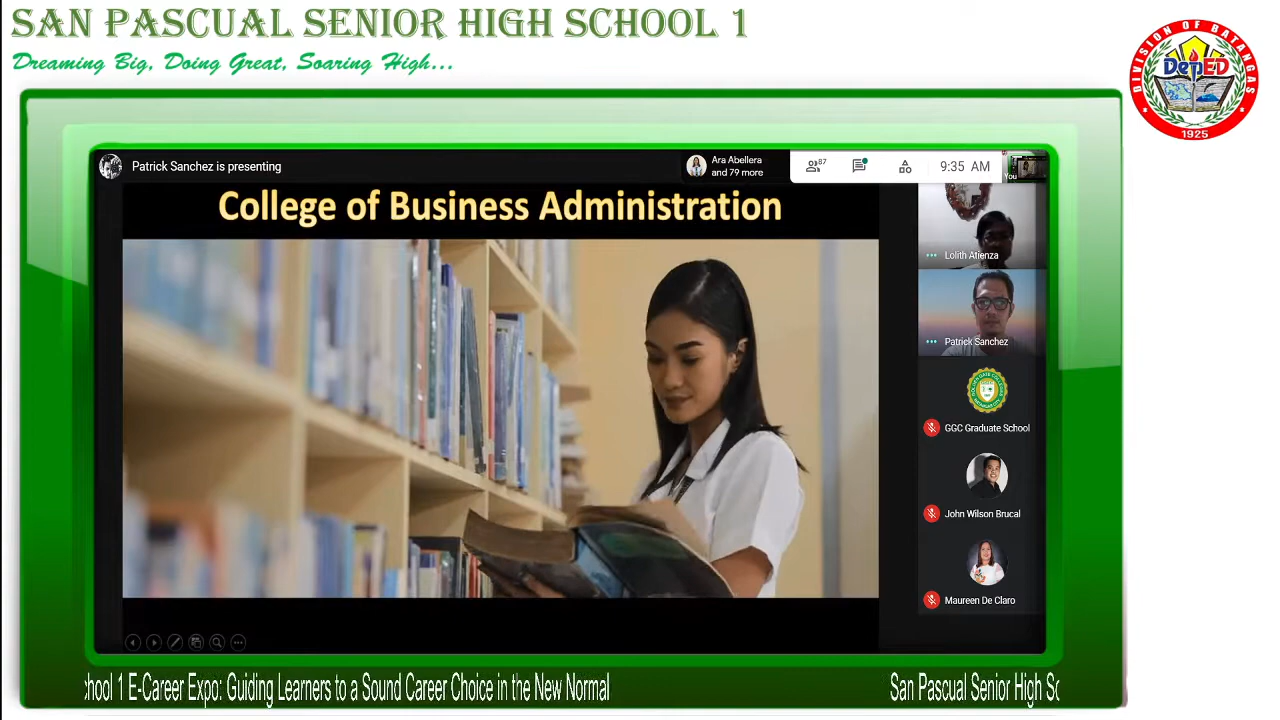 SAN PASCUAL SENIOR HIGH SCHOOL 1
Dreaming Big, Doing Great, Soaring High...
DIVISION OF BATANGAS
DepED
1925
Patrick Sanchez is presenting
Ara Abellera
and 79 more
87
9:35 AM
You
College of Business Administration
Lolith Atienza
Patrick Sanchez
GGC Graduate School
John Wilson Brucal
Maureen De Claro
hool 1 E-Career Expo: Guiding Learners to a Sound Career Choice in the New Normal
San Pascual Senior High Sc